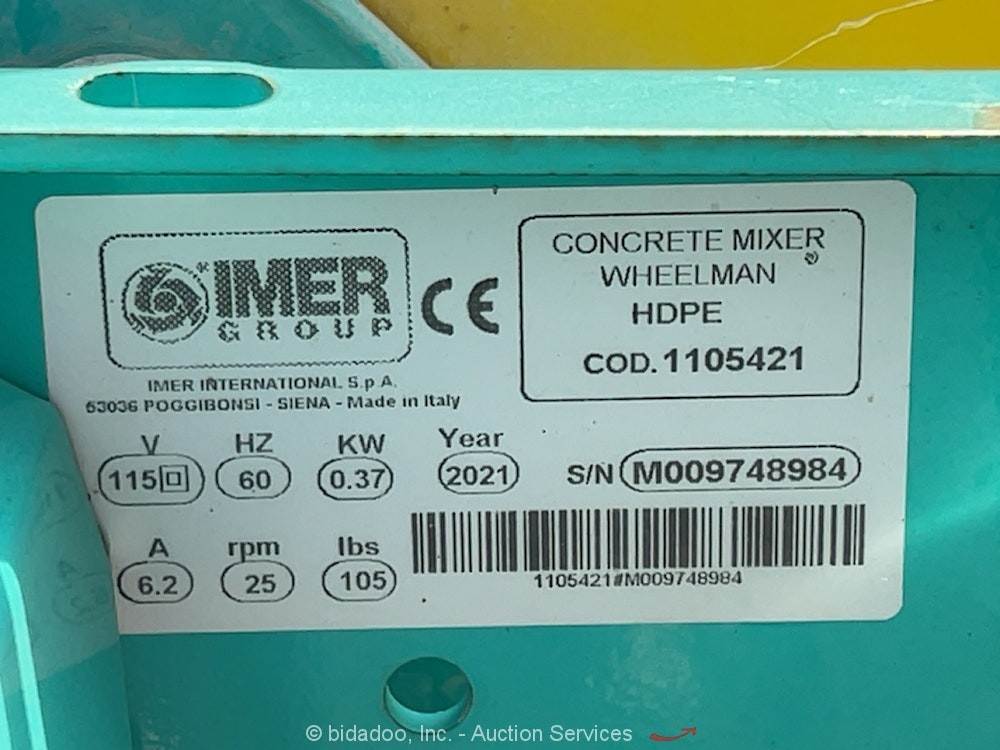 IMER
GROUP
CE
CONCRETE MIXER
WHEELMAN ®
HDPE
COD. 1105421
IMER INTERNATIONAL S.p.A.
53036 POGGIBONSI - SIENA - Made in Italy
V HZ KW Year
115 60 0.37 2021
S/N M009748984
A rpm lbs
6.2 25 105
1105421#M009748984
© bidadoo, Inc. - Auction Services